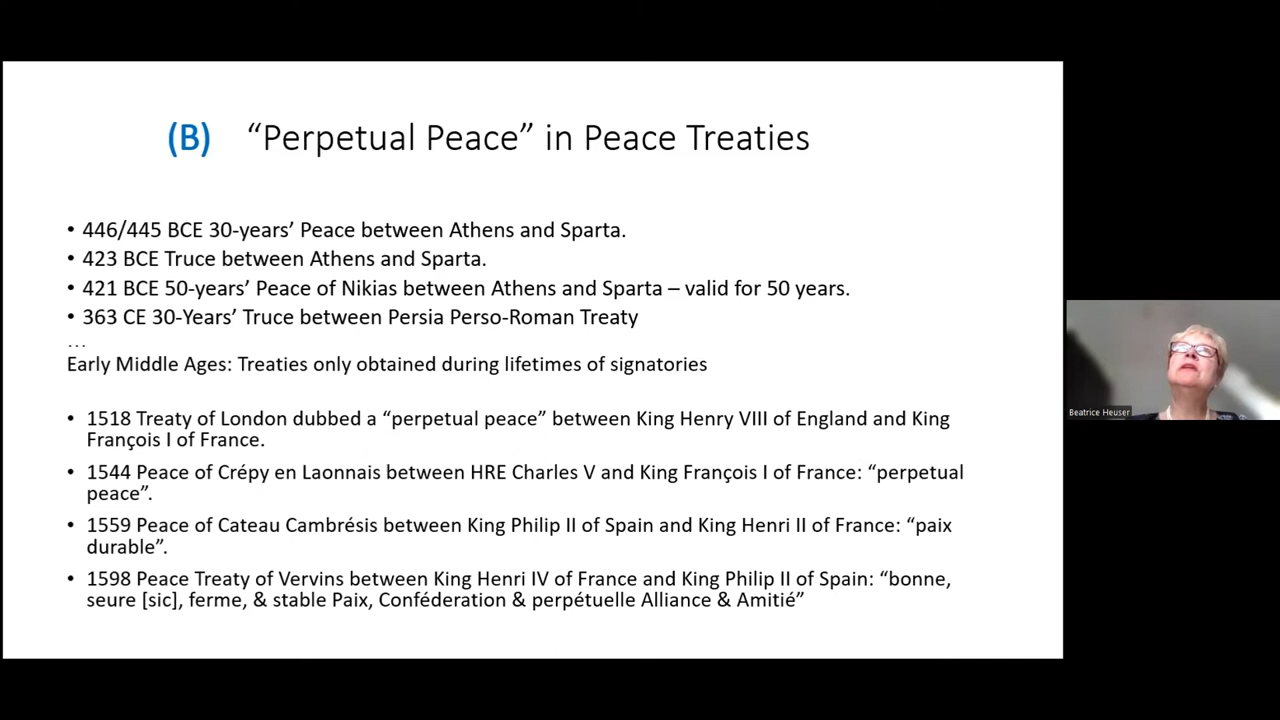 (B) “Perpetual Peace” in Peace Treaties
• 446/445 BCE 30-years’ Peace between Athens and Sparta.
• 423 BCE Truce between Athens and Sparta.
• 421 BCE 50-years’ Peace of Nikias between Athens and Sparta – valid for 50 years.
• 363 CE 30-Years’ Truce between Persia Perso-Roman Treaty
…
Early Middle Ages: Treaties only obtained during lifetimes of signatories
• 1518 Treaty of London dubbed a “perpetual peace” between King Henry VIII of England and King
François I of France.
• 1544 Peace of Crépy en Laonnais between HRE Charles V and King François I of France: “perpetual
peace”.
• 1559 Peace of Cateau Cambrésis between King Philip II of Spain and King Henri II of France: “paix
durable”.
• 1598 Peace Treaty of Vervins between King Henri IV of France and King Philip II of Spain: “bonne,
seure [sic], ferme, & stable Paix, Conféderation & perpétuelle Alliance & Amitié”
Beatrice Heuser